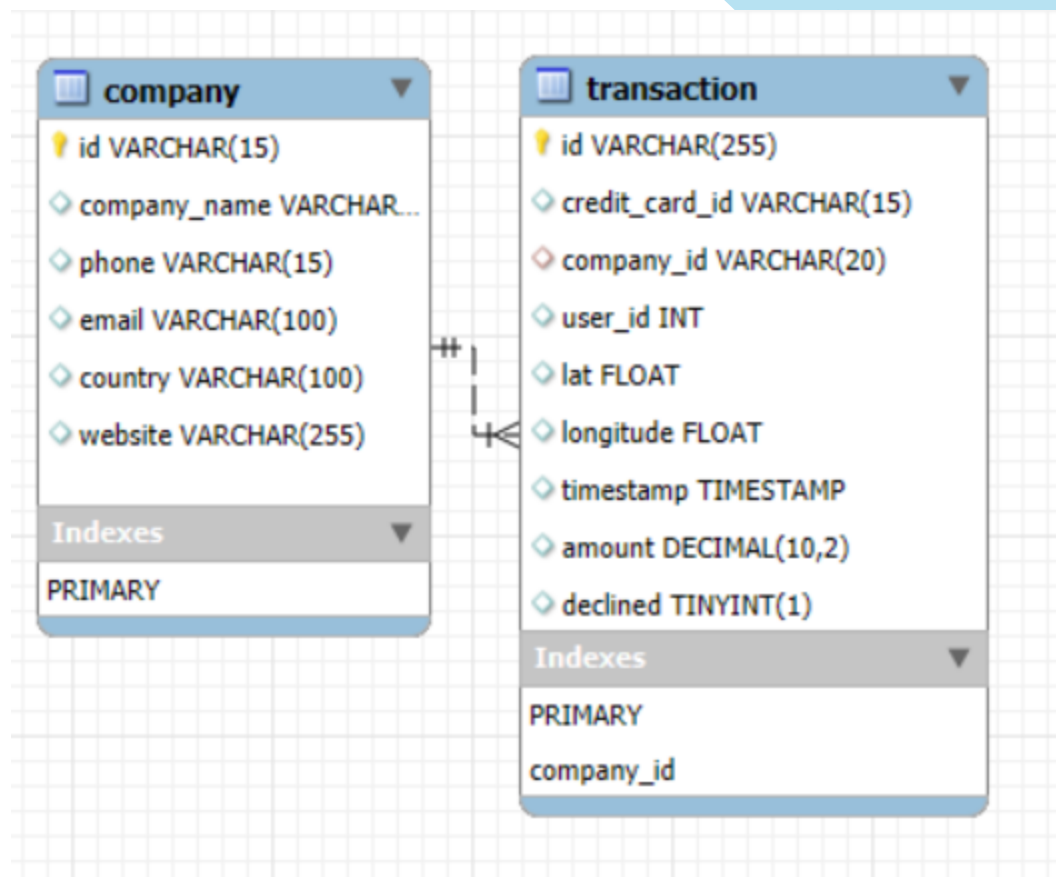 company
id VARCHAR(15)
company_name VARCHAR...
phone VARCHAR(15)
email VARCHAR(100)
country VARCHAR(100)
website VARCHAR(255)
Indexes
PRIMARY
transaction
id VARCHAR(255)
credit_card_id VARCHAR(15)
company_id VARCHAR(20)
user_id INT
lat FLOAT
longitude FLOAT
timestamp TIMESTAMP
amount DECIMAL(10,2)
declined TINYINT(1)
Indexes
PRIMARY
company_id